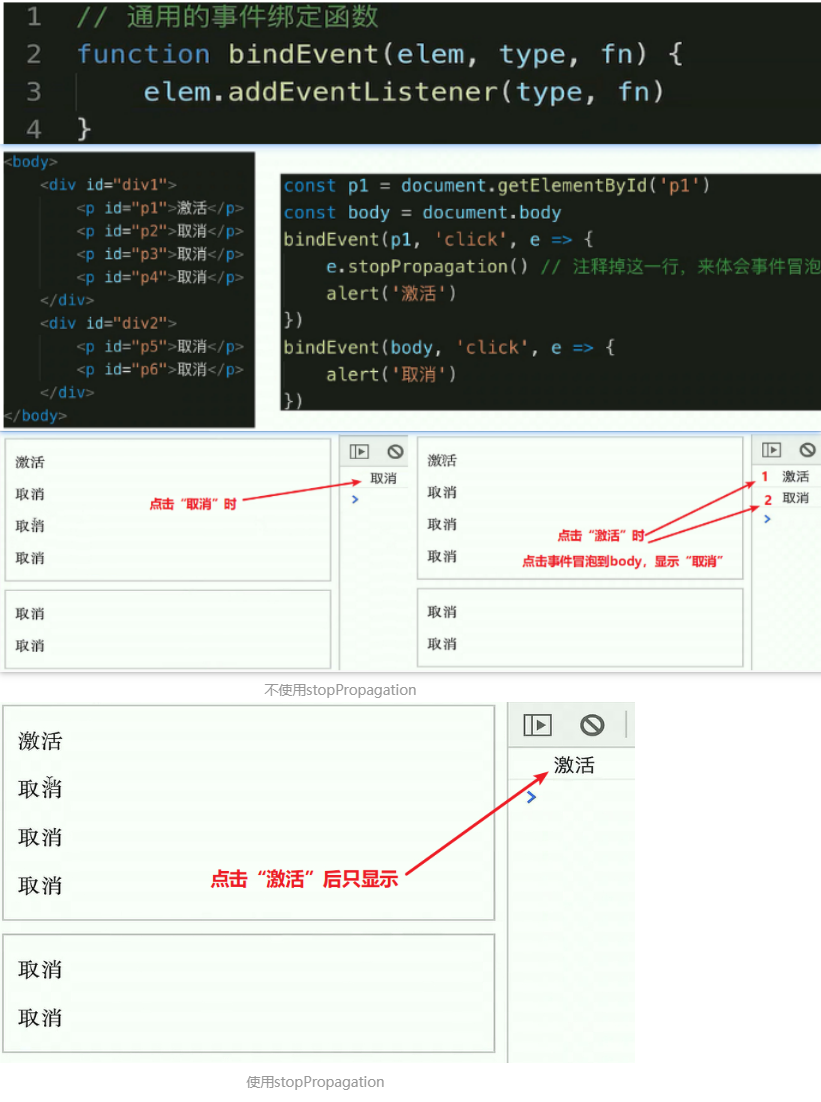 1 // 通用的事件绑定函数
2 function bindEvent(elem, type, fn) {
3 elem.addEventListener(type, fn)
4 }
<body>
<div id="div1">
<p id="p1">激活</p>
<p id="p2">取消</p>
<p id="p3">取消</p>
<p id="p4">取消</p>
</div>
<div id="div2">
<p id="p5">取消</p>
<p id="p6">取消</p>
</div>
</body>
const p1 = document.getElementById('p1')
const body = document.body
bindEvent(p1, 'click', e => {
e.stopPropagation() // 注释掉这一行，来体会事件冒泡
alert('激活')
})
bindEvent(body, 'click', e => {
alert('取消')
})
激活
取消
取消
取消
取消
取消
点击“取消”时
取消
>
激活
取消
取消
取消
取消
取消
点击“激活”时
点击事件冒泡到body，显示“取消”
1 激活
2 取消
>
不使用stopPropagation
激活
取消
取消
取消
取消
取消
点击“激活”后只显示
激活
>
使用stopPropagation